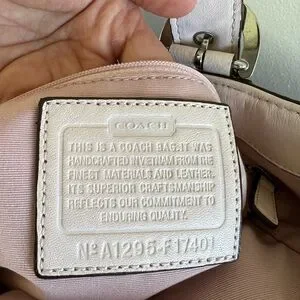 COACH
THIS IS A COACH BAG.IT WAS
HANDCRAFTED IN VIETNAM FROM THE
FINEST MATERIALS AND LEATHER.
ITS SUPERIOR CRAFTSMANSHIP
REFLECTS OUR COMMITMENT TO
ENDURING QUALITY.
Nº A1295-F17401